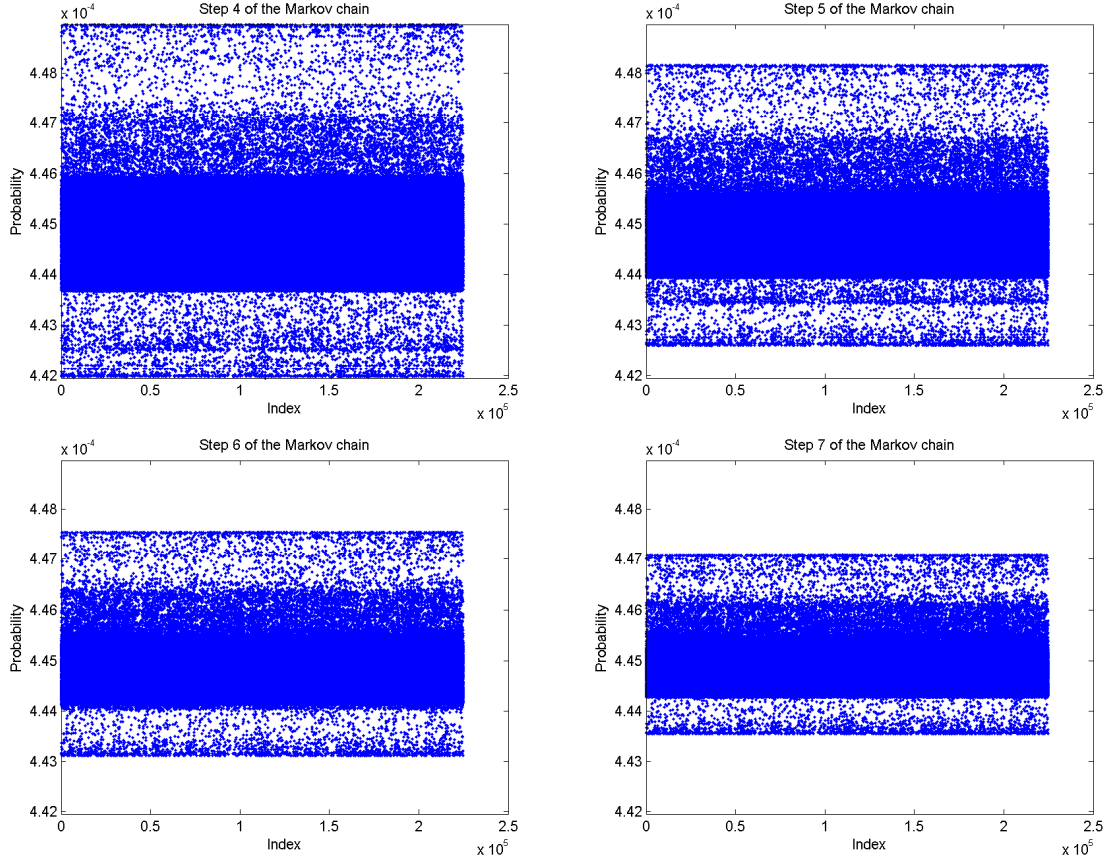 Step 4 of the Markov chain
x 10^-4
4.48
4.47
4.46
4.45
4.44
4.43
4.42
Probability
0 0.5 1 1.5 2 2.5
Index
x 10^5
Step 5 of the Markov chain
x 10^-4
4.48
4.47
4.46
4.45
4.44
4.43
4.42
Probability
0 0.5 1 1.5 2 2.5
Index
x 10^5
Step 6 of the Markov chain
x 10^-4
4.48
4.47
4.46
4.45
4.44
4.43
4.42
Probability
0 0.5 1 1.5 2 2.5
Index
x 10^5
Step 7 of the Markov chain
x 10^-4
4.48
4.47
4.46
4.45
4.44
4.43
4.42
Probability
0 0.5 1 1.5 2 2.5
Index
x 10^5